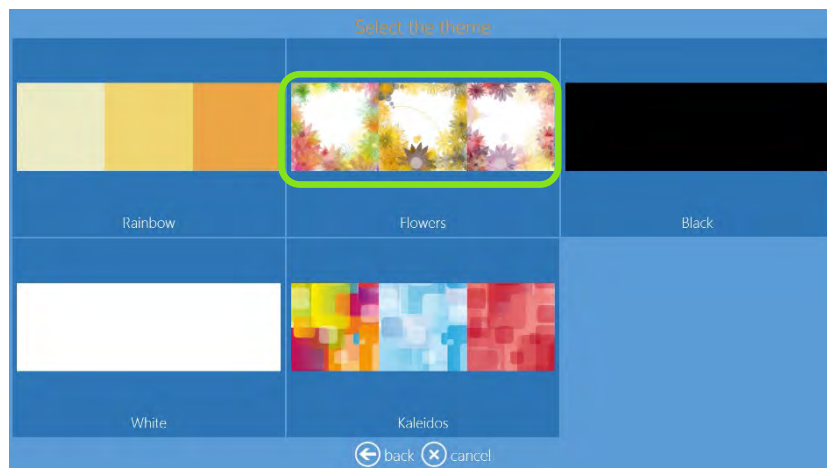 Select the theme
Rainbow
Flowers
Black
White
Kaleidos
back cancel